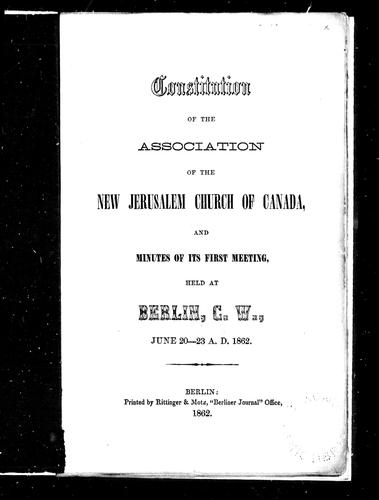 Constitution
OF THE
ASSOCIATION
OF THE
NEW JERUSALEM CHURCH OF CANADA,
AND
MINUTES OF ITS FIRST MEETING,
HELD AT
BERLIN, C. W.,
JUNE 20—23 A. D. 1862.
BERLIN:
Printed by Rittinger & Motz, "Berliner Journal" Office,
1862.